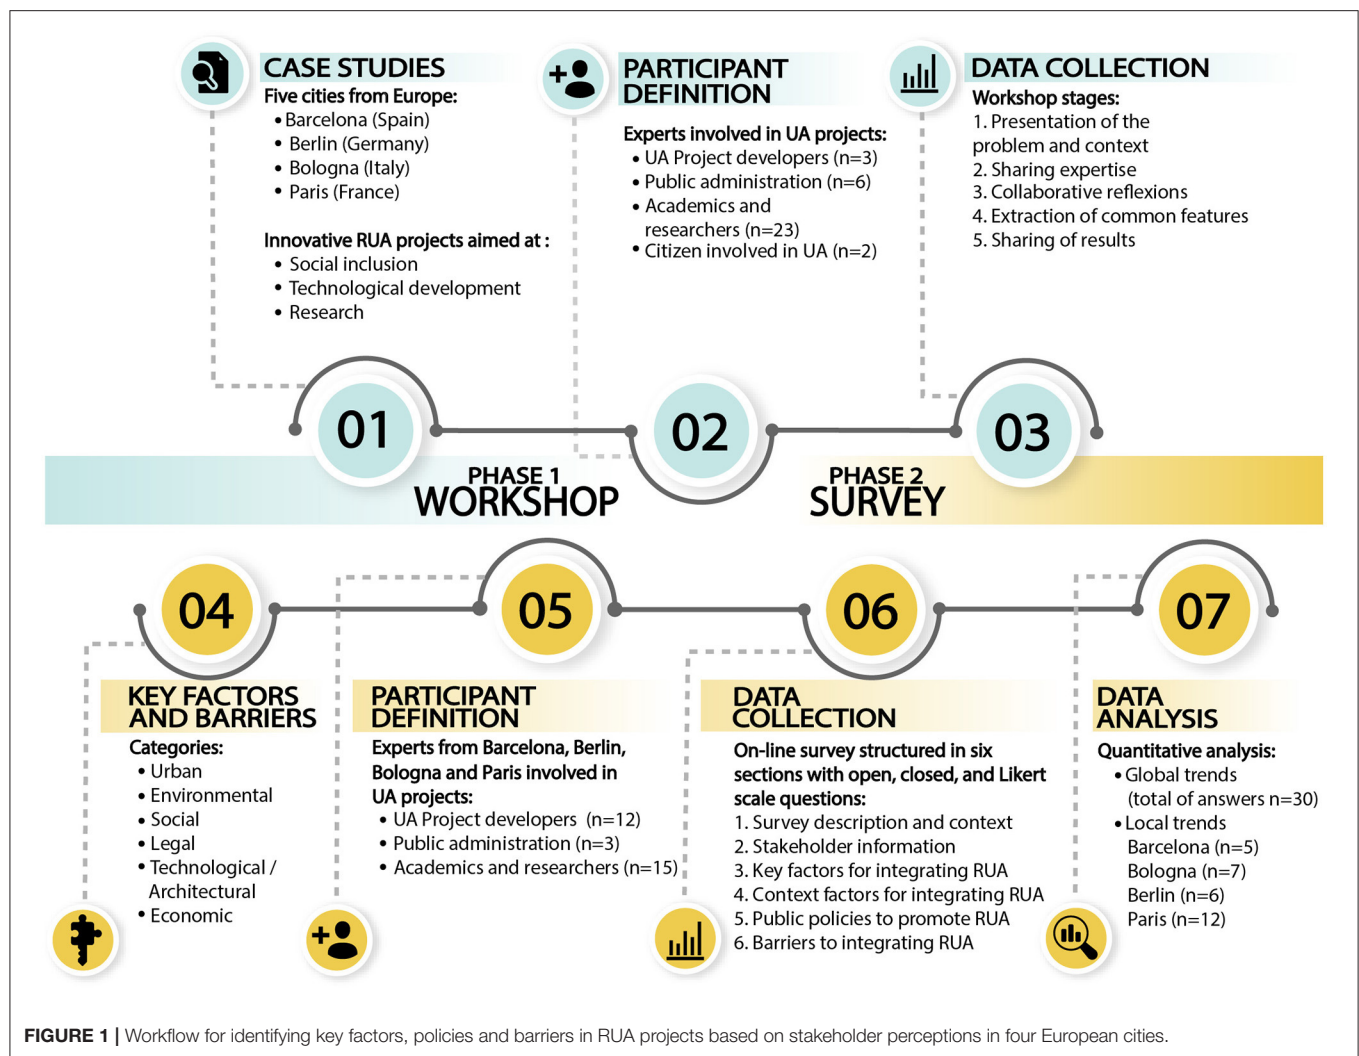 CASE STUDIES
Five cities from Europe:
• Barcelona (Spain)
• Berlin (Germany)
• Bologna (Italy)
• Paris (France)
Innovative RUA projects aimed at :
• Social inclusion
• Technological development
• Research
PARTICIPANT
DEFINITION
Experts involved in UA projects:
• UA Project developers (n=3)
• Public administration (n=6)
• Academics and
researchers (n=23)
• Citizen involved in UA (n=2)
DATA COLLECTION
Workshop stages:
1. Presentation of the
problem and context
2. Sharing expertise
3. Collaborative reflexions
4. Extraction of common features
5. Sharing of results
01
02
03
PHASE 1
WORKSHOP
PHASE 2
SURVEY
04
05
06
07
KEY FACTORS
AND BARRIERS
Categories:
• Urban
• Environmental
• Social
• Legal
• Technological /
Architectural
• Economic
PARTICIPANT
DEFINITION
Experts from Barcelona, Berlin,
Bologna and Paris involved in
UA projects:
• UA Project developers (n=12)
• Public administration (n=3)
• Academics and researchers (n=15)
DATA
COLLECTION
On-line survey structured in six
sections with open, closed, and Likert
scale questions:
1. Survey description and context
2. Stakeholder information
3. Key factors for integrating RUA
4. Context factors for integrating RUA
5. Public policies to promote RUA
6. Barriers to integrating RUA
DATA
ANALYSIS
Quantitative analysis:
• Global trends
(total of answers n=30)
• Local trends
Barcelona (n=5)
Bologna (n=7)
Berlin (n=6)
Paris (n=12)
FIGURE 1 | Workflow for identifying key factors, policies and barriers in RUA projects based on stakeholder perceptions in four European cities.